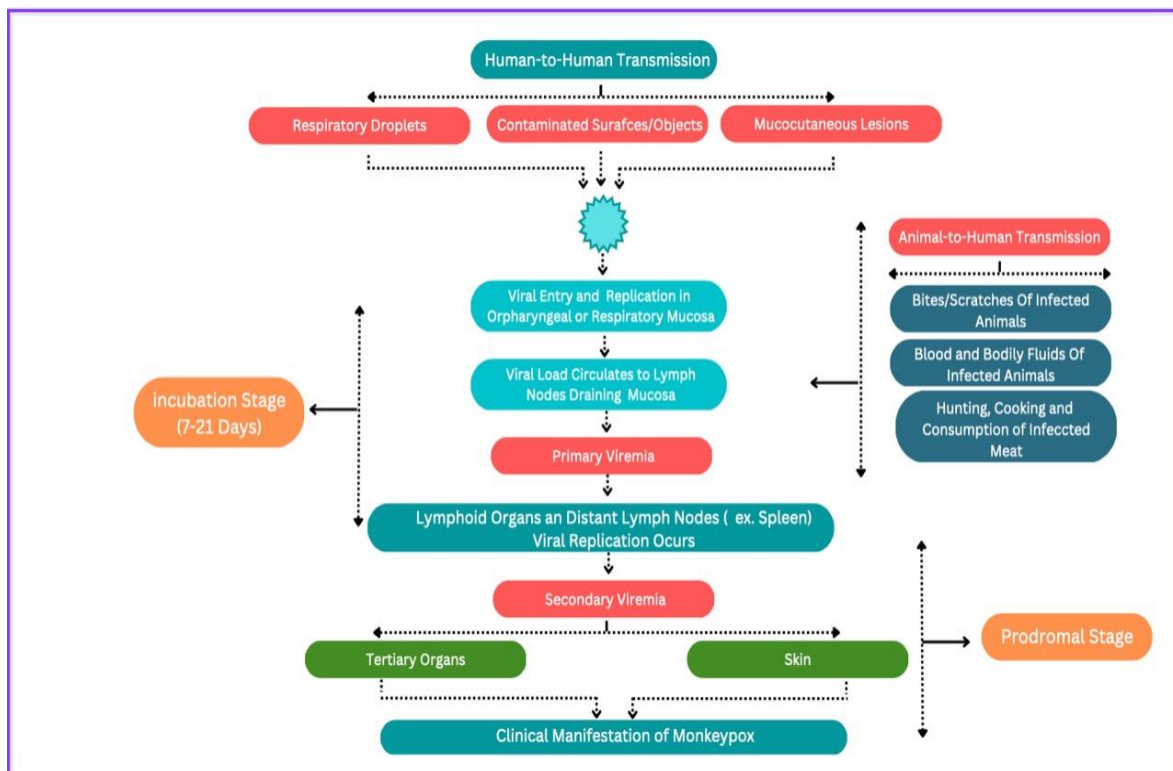 Human-to-Human Transmission
Respiratory Droplets
Contaminated Surafces/Objects
Mucocutaneous Lesions
Animal-to-Human Transmission
Bites/Scratches Of Infected
Animals
Blood and Bodily Fluids Of
Infected Animals
Hunting, Cooking and
Consumption of Infeccted
Meat
Viral Entry and Replication in
Orpharyngeal or Respiratory Mucosa
Viral Load Circulates to Lymph
Nodes Draining Mucosa
incubation Stage
(7-21 Days)
Primary Viremia
Lymphoid Organs an Distant Lymph Nodes ( ex. Spleen)
Viral Replication Ocurs
Secondary Viremia
Prodromal Stage
Tertiary Organs
Skin
Clinical Manifestation of Monkeypox